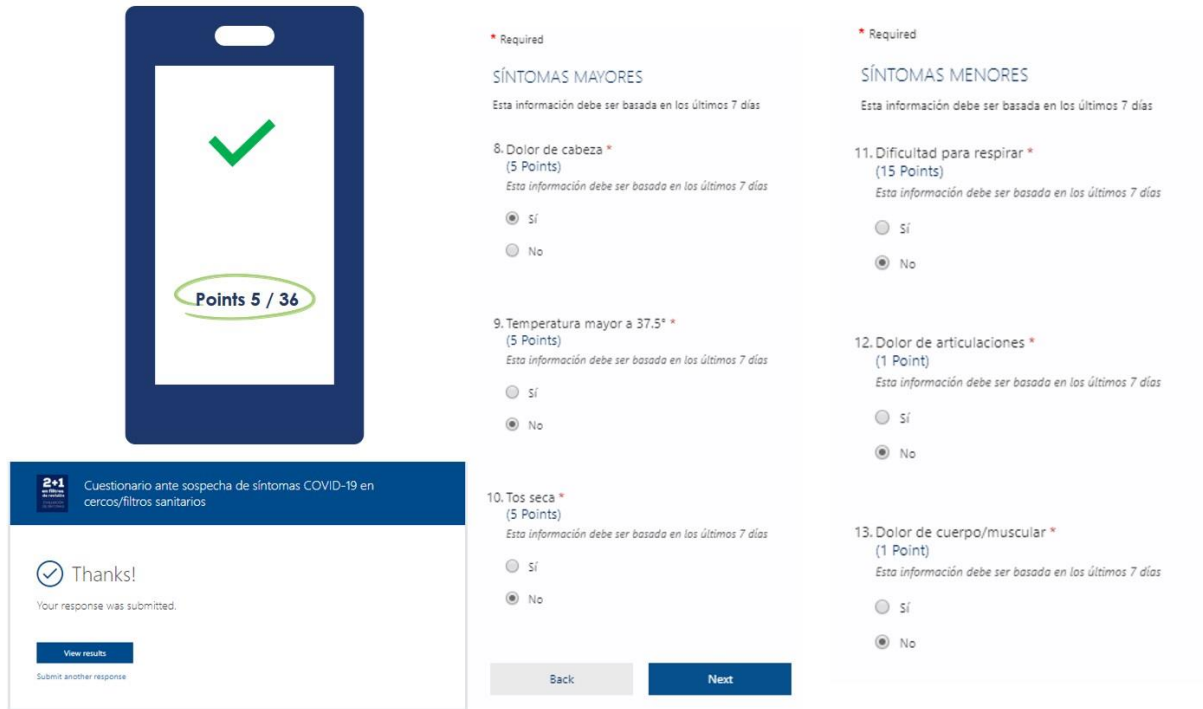 Points 5 / 36
2+1
en filtros
Cuestionario ante sospecha de síntomas COVID-19 en
cercos/filtros sanitarios
Thanks!
Your response was submitted.
View results
Submit another response
* Required
SÍNTOMAS MAYORES
Esta información debe ser basada en los últimos 7 días
8. Dolor de cabeza *
(5 Points)
Esta información debe ser basada en los últimos 7 días
Sí
No
9. Temperatura mayor a 37.5° *
(5 Points)
Esta información debe ser basada en los últimos 7 días
Sí
No
10. Tos seca *
(5 Points)
Esta información debe ser basada en los últimos 7 días
Sí
No
Back
Next
* Required
SÍNTOMAS MENORES
Esta información debe ser basada en los últimos 7 días
11. Dificultad para respirar *
(15 Points)
Esta información debe ser basada en los últimos 7 días
Sí
No
12. Dolor de articulaciones *
(1 Point)
Esta información debe ser basada en los últimos 7 días
Sí
No
13. Dolor de cuerpo/muscular *
(1 Point)
Esta información debe ser basada en los últimos 7 días
Sí
No